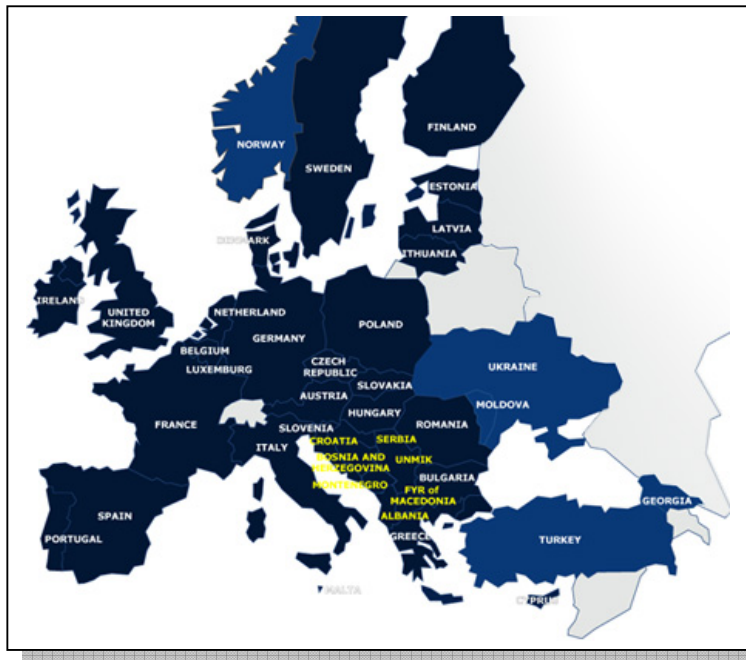 FINLAND
NORWAY
SWEDEN
ESTONIA
LATVIA
DENMARK
ITHUANIA
IRELAND
UNITED
KINGDOM
NETHERLAND
POLAND
GERMANY
BELGIUM
LUXEMBURG
CZECH
REPUBLIC
UKRAINE
SLOVAKIA
AUSTRIA
MOLDOVA
HUNGARY
FRANCE
ROMANIA
SLOVENIA
ITALY
CROATIA
SERBIA
BOSNIA AND
HERZEGOVINA
UNMIK
BULGARIA
MONTENEGRO
FYR of
MACEDONIA
GEORGIA
SPAIN
ALBANIA
PORTUGAL
GREECE
TURKEY
MALTA
CYPRUS